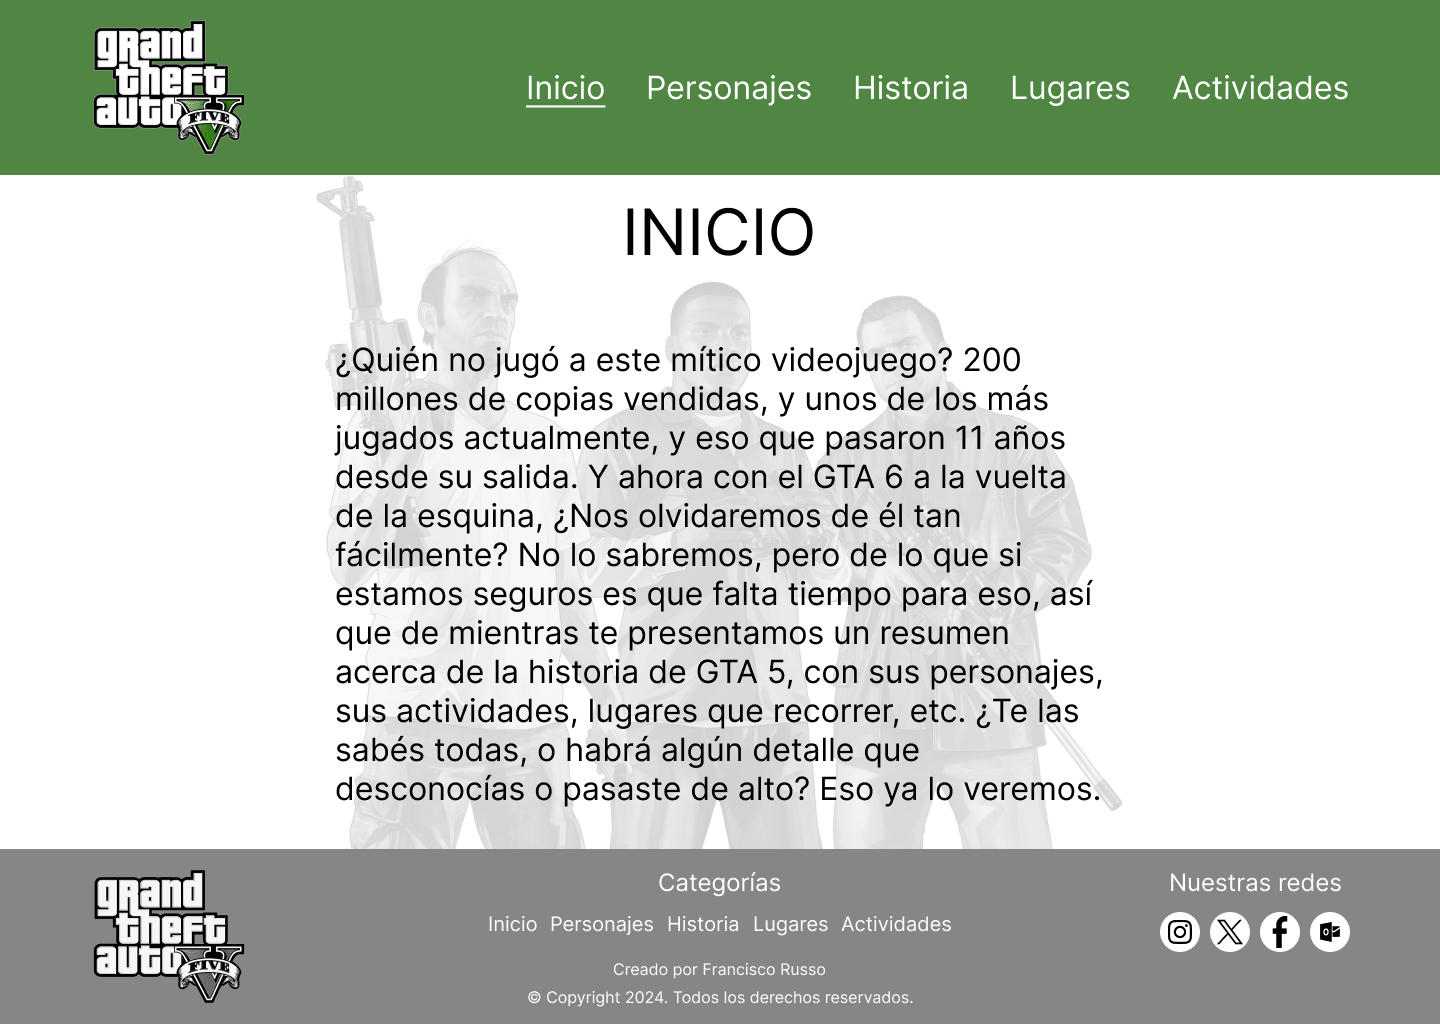 grand
theft
auto V
FIVE
Inicio Personajes Historia Lugares Actividades
INICIO
¿Quién no jugó a este mítico videojuego? 200
millones de copias vendidas, y unos de los más
jugados actualmente, y eso que pasaron 11 años
desde su salida. Y ahora con el GTA 6 a la vuelta
de la esquina, ¿Nos olvidaremos de él tan
fácilmente? No lo sabremos, pero de lo que si
estamos seguros es que falta tiempo para eso, así
que de mientras te presentamos un resumen
acerca de la historia de GTA 5, con sus personajes,
sus actividades, lugares que recorrer, etc. ¿Te las
sabés todas, o habrá algún detalle que
desconocías o pasaste de alto? Eso ya lo veremos.
grand
theft
auto V
FIVE
Categorías
Inicio Personajes Historia Lugares Actividades
Creado por Francisco Russo
© Copyright 2024. Todos los derechos reservados.
Nuestras redes